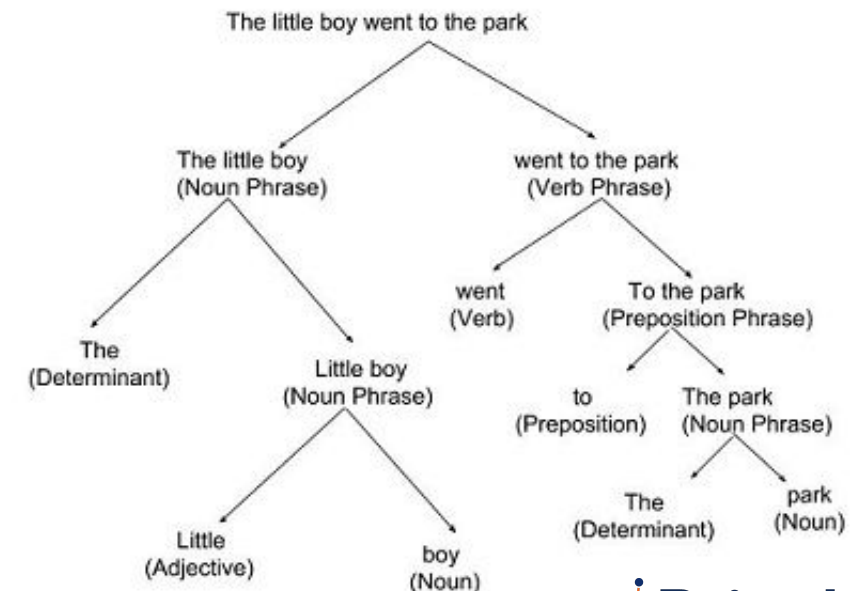 The little boy went to the park
The little boy
(Noun Phrase)
went to the park
(Verb Phrase)
went
(Verb)
To the park
(Preposition Phrase)
The
(Determinant)
Little boy
(Noun Phrase)
to
(Preposition)
The park
(Noun Phrase)
The
(Determinant)
park
(Noun)
Little
(Adjective)
boy
(Noun)